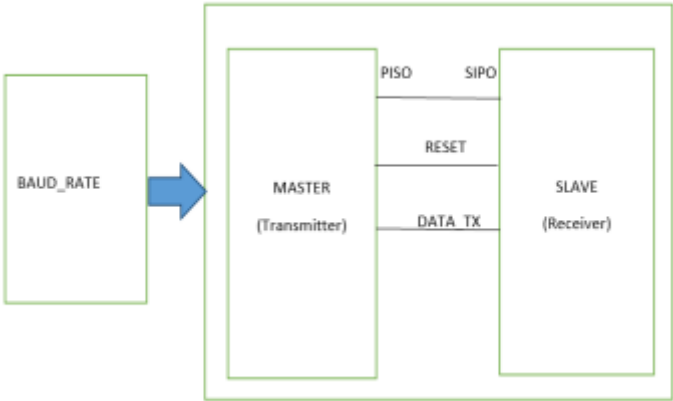 PISO SIPO
RESET
BAUD_RATE
MASTER
(Transmitter)
DATA_TX
SLAVE
(Receiver)